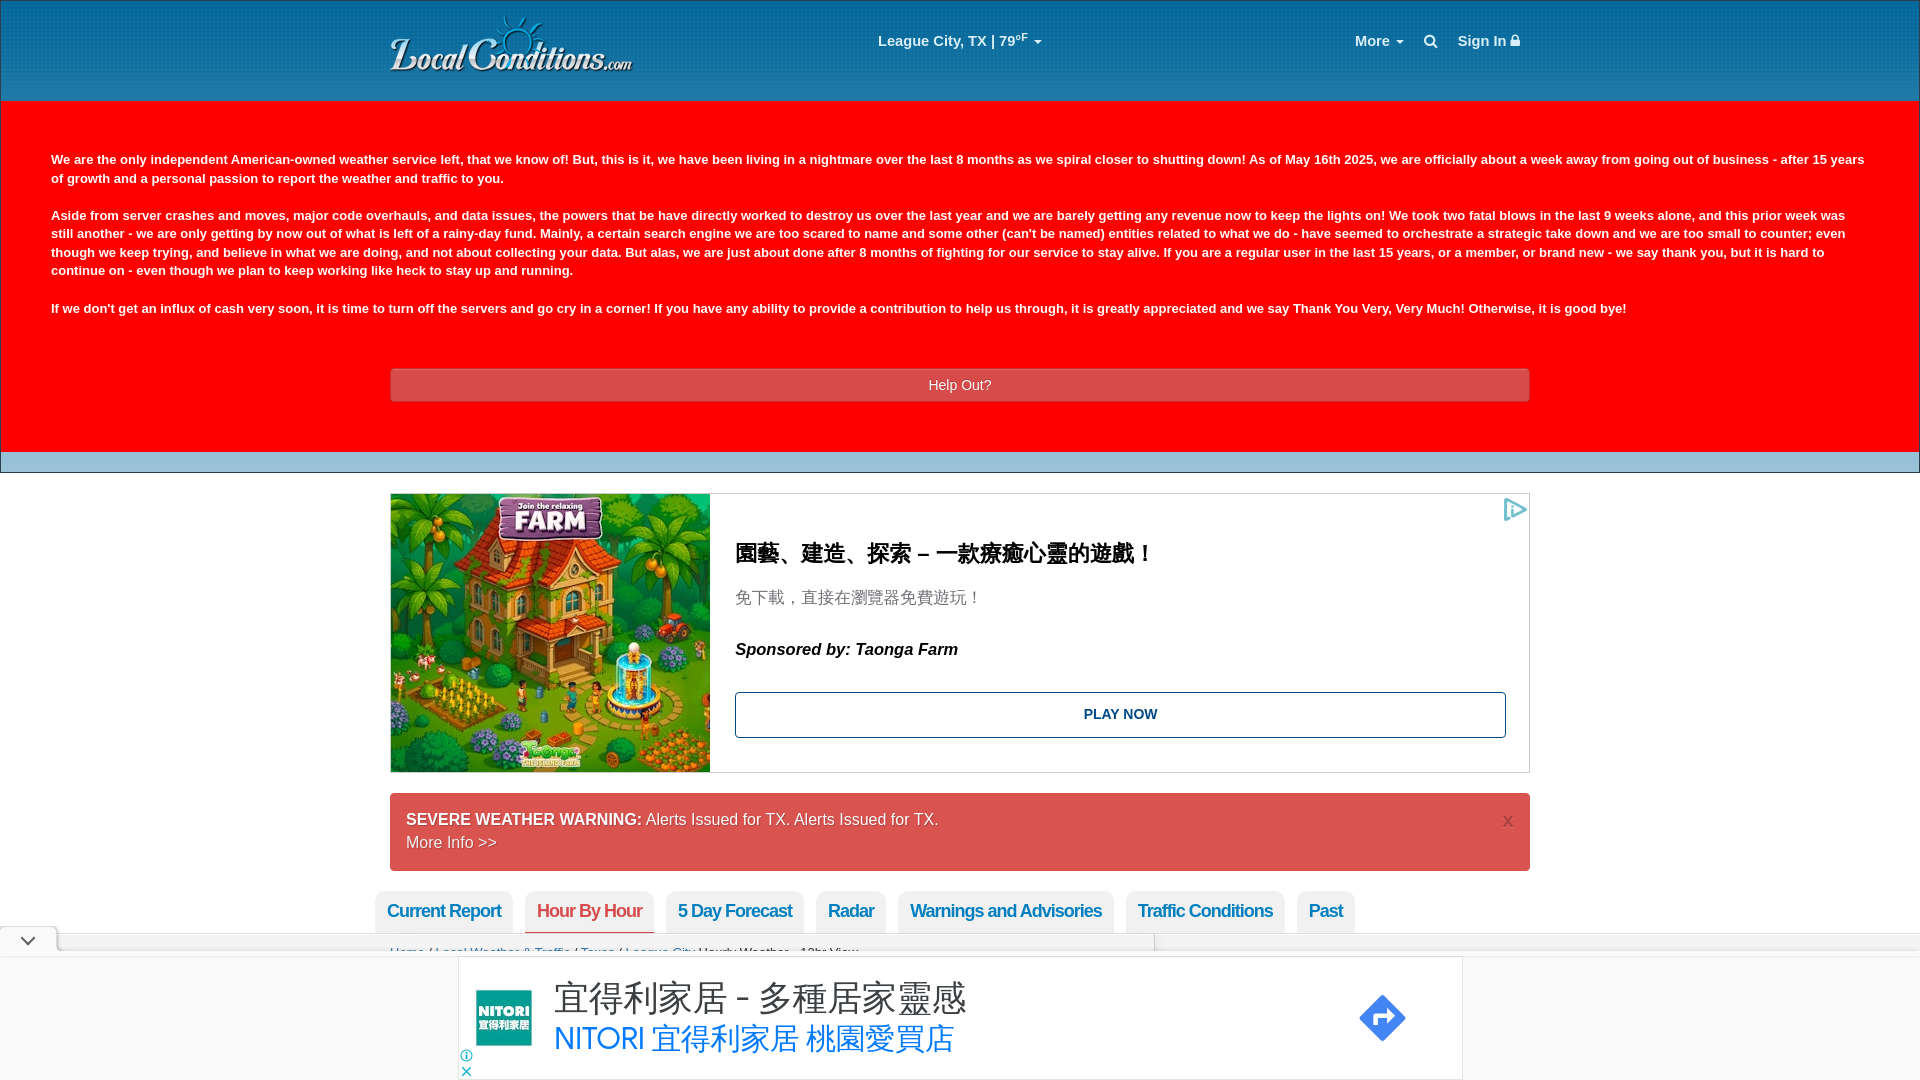 LocalConditions.com
League City, TX | 79°F
More
Sign In
We are the only independent American-owned weather service left, that we know of! But, this is it, we have been living in a nightmare over the last 8 months as we spiral closer to shutting down! As of May 16th 2025, we are officially about a week away from going out of business - after 15 years
of growth and a personal passion to report the weather and traffic to you.
Aside from server crashes and moves, major code overhauls, and data issues, the powers that be have directly worked to destroy us over the last year and we are barely getting any revenue now to keep the lights on! We took two fatal blows in the last 9 weeks alone, and this prior week was
still another - we are only getting by now out of what is left of a rainy-day fund. Mainly, a certain search engine we are too scared to name and some other (can't be named) entities related to what we do - have seemed to orchestrate a strategic take down and we are too small to counter; even
though we keep trying, and believe in what we are doing, and not about collecting your data. But alas, we are just about done after 8 months of fighting for our service to stay alive. If you are a regular user in the last 15 years, or a member, or brand new - we say thank you, but it is hard to
continue on - even though we plan to keep working like heck to stay up and running.
If we don't get an influx of cash very soon, it is time to turn off the servers and go cry in a corner! If you have any ability to provide a contribution to help us through, it is greatly appreciated and we say Thank You Very, Very Much! Otherwise, it is good bye!
Help Out?
Join the relaxing
FARM
園藝、建造、探索 – 一款療癒心靈的遊戲！
免下載，直接在瀏覽器免費遊玩！
Sponsored by: Taonga Farm
PLAY NOW
Taonga
SEVERE WEATHER WARNING: Alerts Issued for TX. Alerts Issued for TX.
x
More Info >>
Current Report
Hour By Hour
5 Day Forecast
Radar
Warnings and Advisories
Traffic Conditions
Past
Home / Local Weather & Traffic / Texas / League City Hourly Weather - 12hr View
NITORI
宜得利家居
宜得利家居 - 多種居家靈感
NITORI 宜得利家居 桃園愛買店